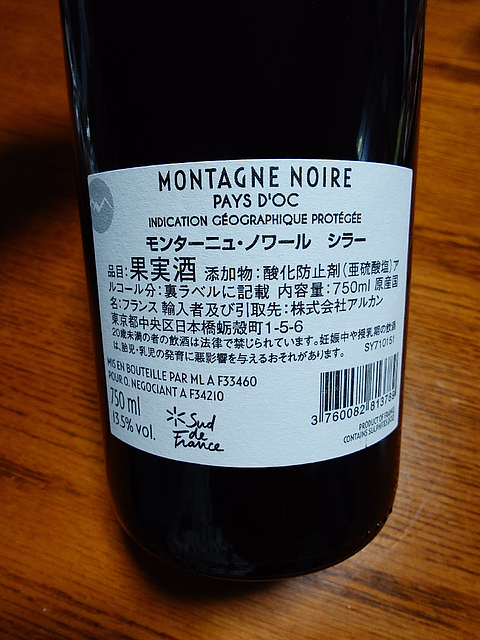 MONTAGNE NOIRE
PAYS D'OC
INDICATION GÉOGRAPHIQUE PROTÉGÉE
モンターニュ・ノワール シラー
品目:果実酒 添加物:酸化防止剤(亜硫酸塩)ア
ルコール分:裏ラベルに記載 内容量:750ml 原産国
名:フランス 輸入者及び引取先:株式会社アルカン
東京都中央区日本橋蛎殻町1-5-6
20歳未満の者の飲酒は法律で禁じられています。妊娠中や授乳期の飲酒
は、胎児・乳児の発育に悪影響を与えるおそれがあります。
SY710151
MIS EN BOUTEILLE PAR ML A F33460
POUR O. NEGOCIANT A F34210
750 ml
13.5% vol.
Sud
de
France
3 760082 813789
PRODUCT OF FRANCE
CONTAINS SULPHITES